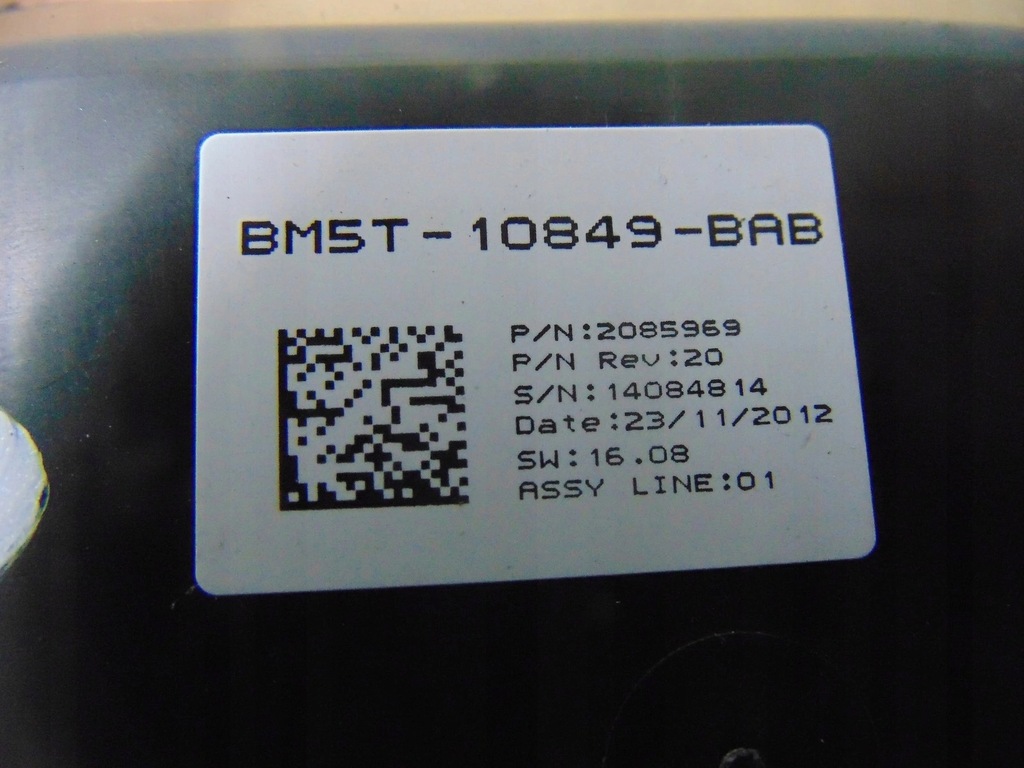 BM5T-10849-BAB
P/N:2085969
P/N Rev:20
S/N:14084814
Date:23/11/2012
SW:16.08
ASSY LINE:01